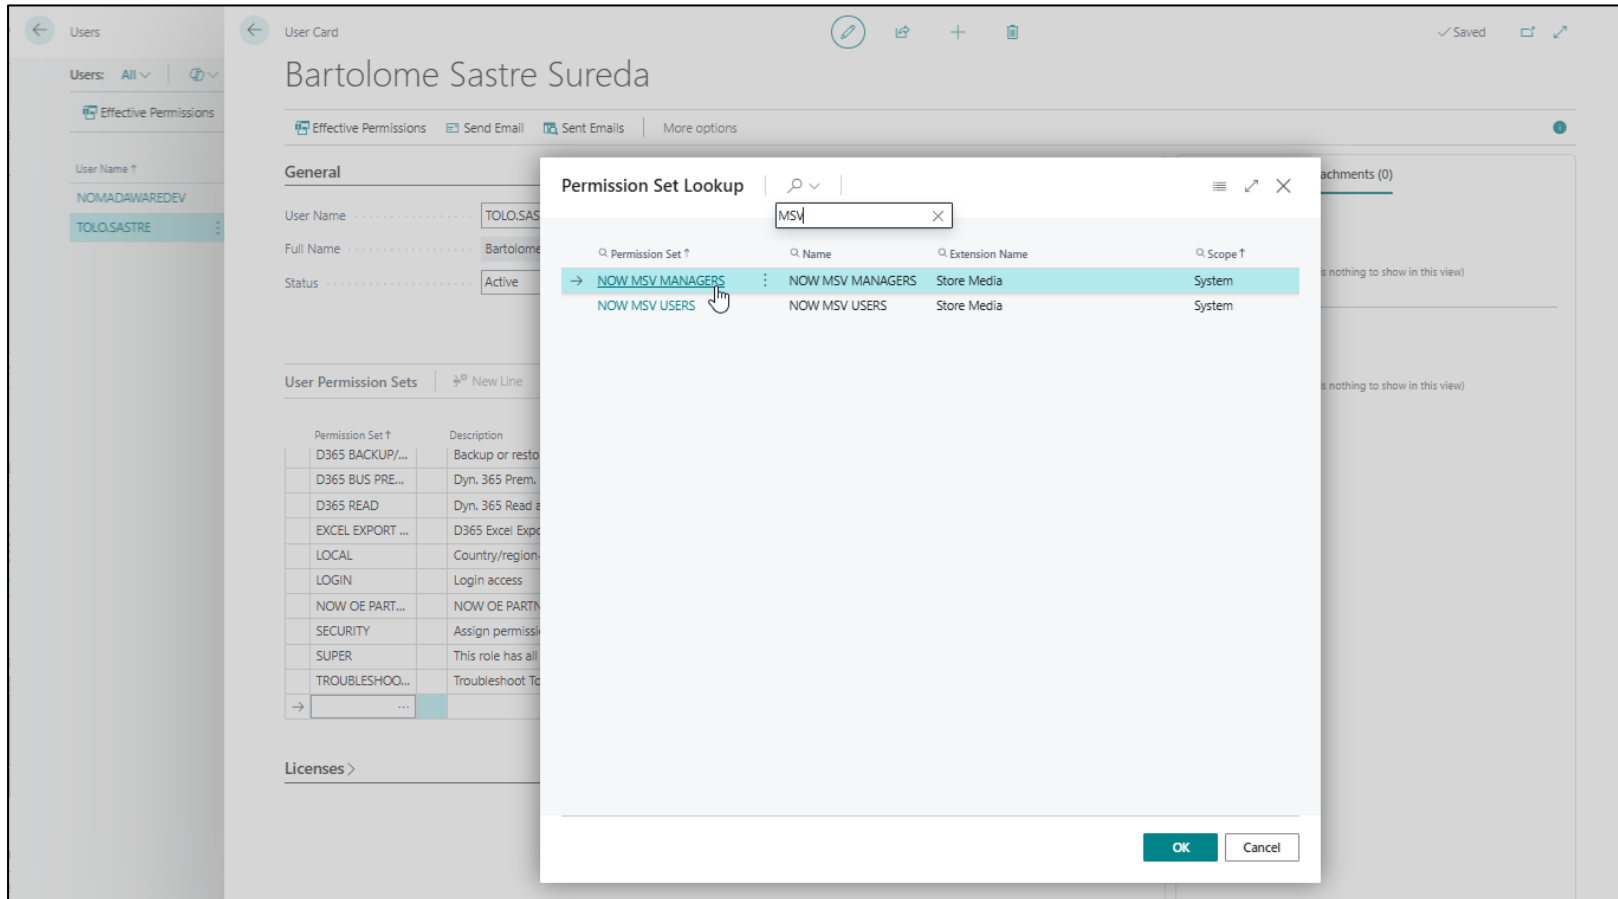 Users
User Card
Saved
Users: All
Bartolome Sastre Sureda
Effective Permissions
Effective Permissions Send Email Sent Emails More options
User Name ↑
NOMADAWAREDEV
TOLO.SASTRE
General
User Name TOLO.SAS
Full Name Bartolome
Status Active
achments (0)
s nothing to show in this view)
s nothing to show in this view)
User Permission Sets New Line
Permission Set ↑ Description
D365 BACKUP/... Backup or resto
D365 BUS PRE... Dyn. 365 Prem.
D365 READ Dyn. 365 Read a
EXCEL EXPORT ... D365 Excel Expo
LOCAL Country/region-
LOGIN Login access
NOW OE PART... NOW OE PARTN
SECURITY Assign permissi
SUPER This role has all
TROUBLESHOO... Troubleshoot To
...
Licenses
Permission Set Lookup
MSV
Permission Set ↑ Name Extension Name Scope ↑
NOW MSV MANAGERS NOW MSV MANAGERS Store Media System
NOW MSV USERS NOW MSV USERS Store Media System
OK Cancel